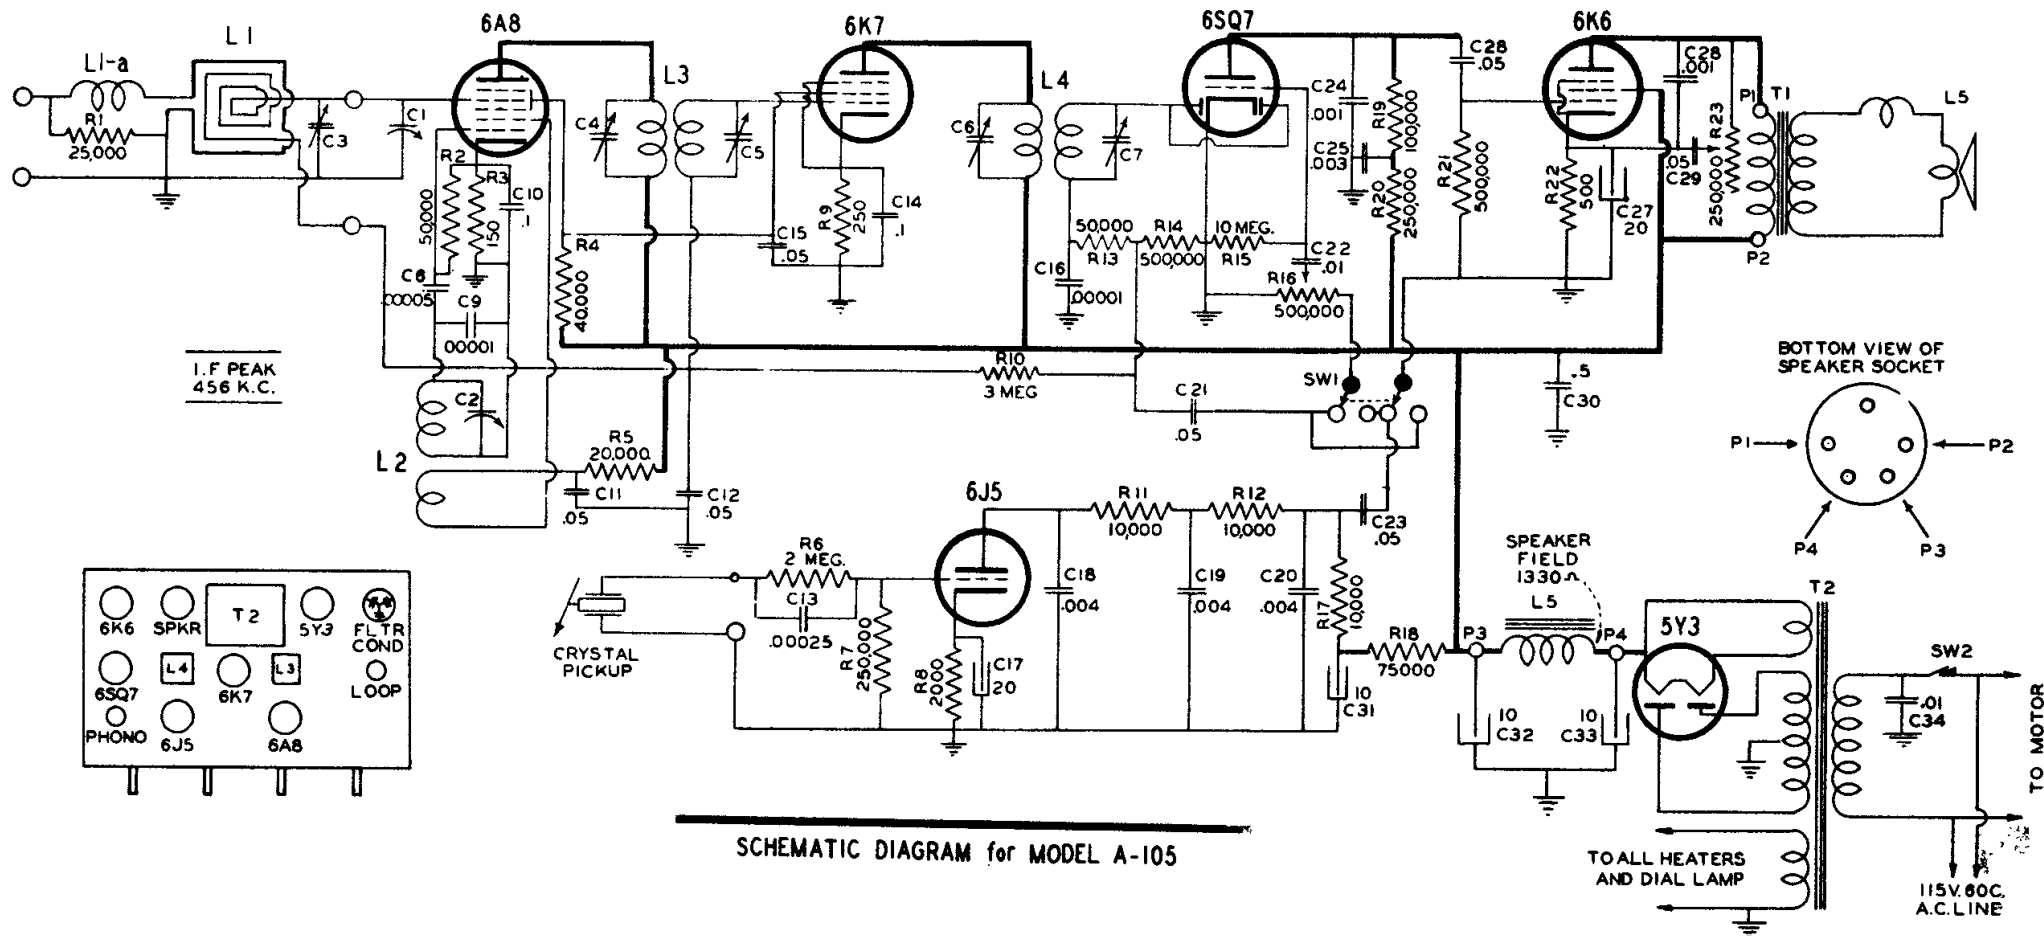 6A8
6K7
6SQ7
6K6
L1
L1-a
R1
25,000
C3
C1
R2
50,000
R3
150
C10
.1
C6
.00005
C9
00001
C2
L2
L3
C4
C5
R4
40,000
C15
.05
R9
250
C14
.1
L4
C6
C7
C16
.00001
50,000
R13
R14
500,000
10 MEG.
R15
C22
.01
R16
500,000
C24
.001
C25
.003
R19
100,000
R20
250,000
C28
.05
R21
500,000
R22
500
C27
20
C28
.001
.05
C29
R23
250,000
P1
T1
P2
L5
I.F PEAK
456 K.C.
R10
3 MEG
SW1
C21
.05
.5
C30
BOTTOM VIEW OF
SPEAKER SOCKET
P1
P2
P4
P3
R5
20,000
C11
.05
C12
.05
6J5
R11
10,000
R12
10,000
C23
.05
R6
2 MEG.
C13
.00025
CRYSTAL
PICKUP
R7
250,000
R8
2000
C17
20
C18
.004
C19
.004
C20
.004
R17
10,000
R18
75000
10
C31
SPEAKER
FIELD
1330Ω
L5
P3
P4
10
C32
10
C33
5Y3
T2
SW2
.01
C34
TO MOTOR
TO ALL HEATERS
AND DIAL LAMP
115V. 60C.
A.C. LINE
6K6
SPKR
T2
5Y3
FLTR
COND
6SQ7
L4
6K7
L3
LOOP
PHONO
6J5
6A8
SCHEMATIC DIAGRAM for MODEL A-105